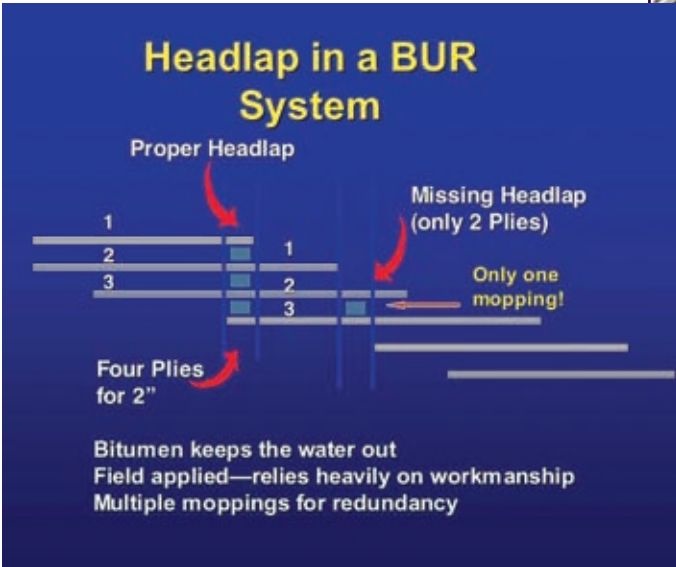 Headlap in a BUR
System
Proper Headlap
Missing Headlap
(only 2 Plies)
1
1
2
3
2
3
Only one
mopping!
Four Plies
for 2”
Bitumen keeps the water out
Field applied—relies heavily on workmanship
Multiple moppings for redundancy